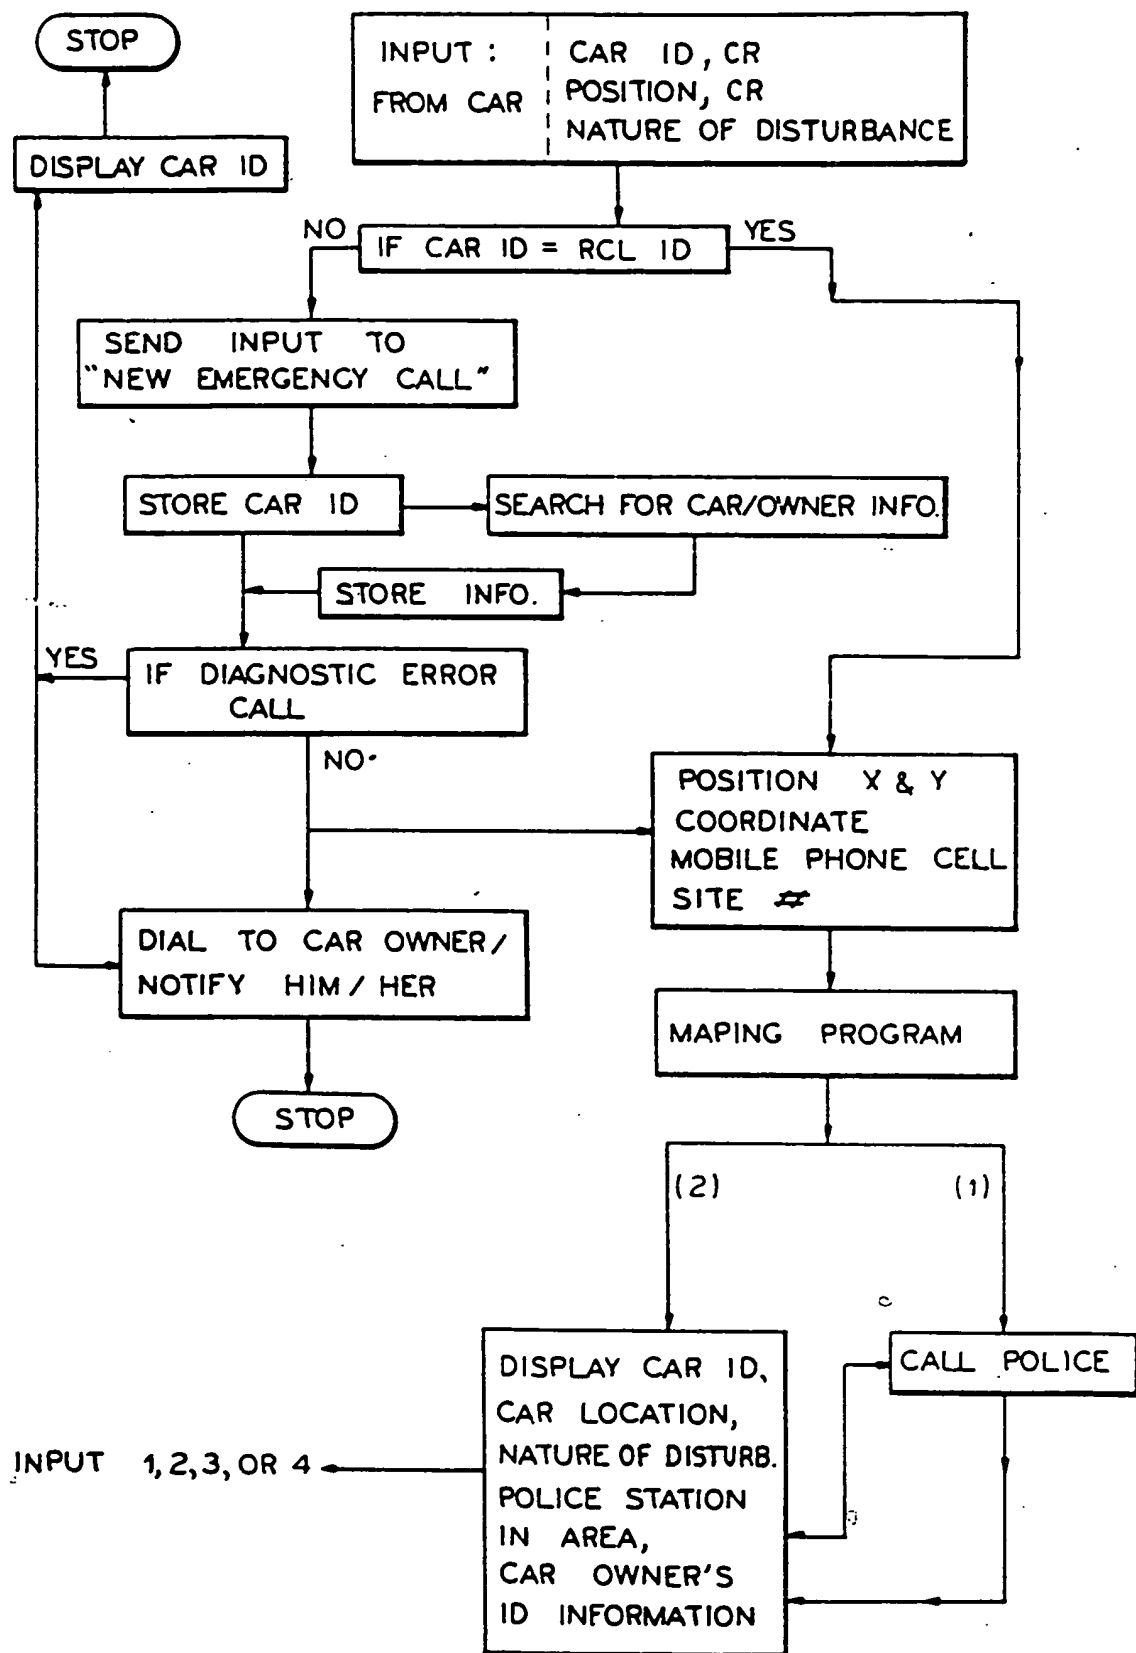 STOP
INPUT : CAR ID, CR
FROM CAR POSITION, CR
NATURE OF DISTURBANCE
DISPLAY CAR ID
NO
IF CAR ID = RCL ID
YES
SEND INPUT TO
"NEW EMERGENCY CALL"
STORE CAR ID
SEARCH FOR CAR/OWNER INFO.
STORE INFO.
YES
IF DIAGNOSTIC ERROR
CALL
NO
POSITION X & Y
COORDINATE
MOBILE PHONE CELL
SITE #
DIAL TO CAR OWNER/
NOTIFY HIM / HER
MAPING PROGRAM
STOP
(2)
(1)
CALL POLICE
DISPLAY CAR ID,
CAR LOCATION,
NATURE OF DISTURB.
POLICE STATION
IN AREA,
CAR OWNER'S
ID INFORMATION
INPUT 1,2,3, OR 4